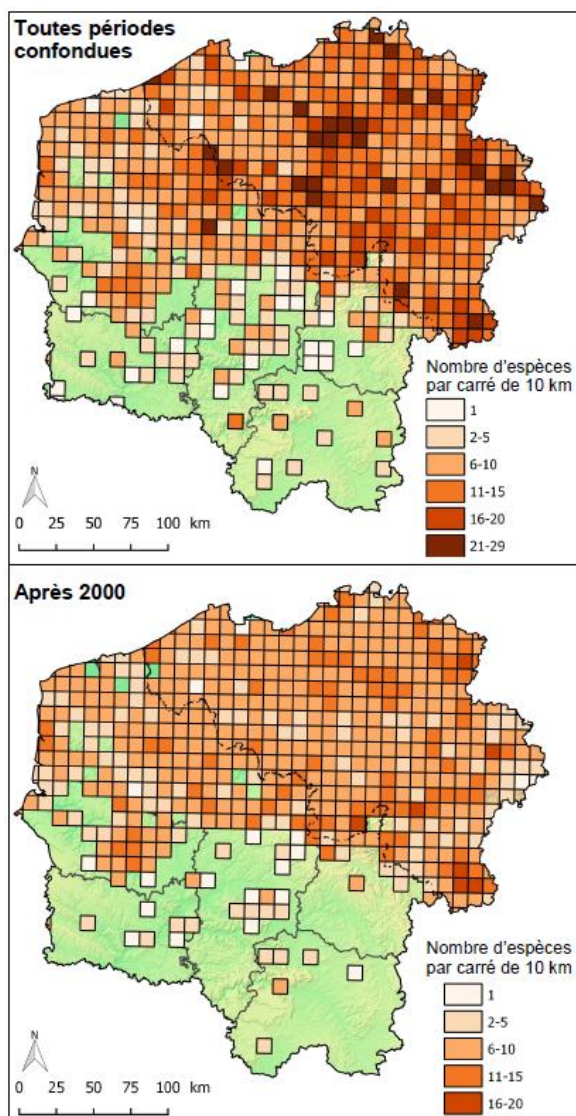 Toutes périodes
confondues
Nombre d'espèces
par carré de 10 km
1
2-5
6-10
11-15
16-20
21-29
N
0 25 50 75 100 km
Après 2000
Nombre d'espèces
par carré de 10 km
1
2-5
6-10
11-15
16-20
N
0 25 50 75 100 km